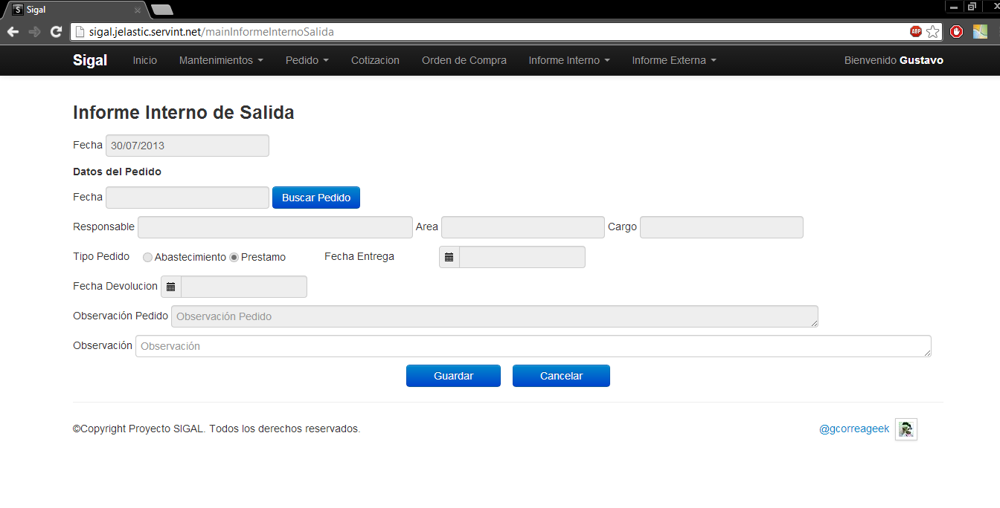 S Sigal
sigal.jelastic.servint.net/mainInformeInternoSalida ABP
Sigal Inicio Mantenimientos Pedido Cotizacion Orden de Compra Informe Interno Informe Externa Bienvenido Gustavo
Informe Interno de Salida
Fecha 30/07/2013
Datos del Pedido
Fecha Buscar Pedido
Responsable Area Cargo
Tipo Pedido Abastecimiento Prestamo Fecha Entrega
Fecha Devolucion
Observación Pedido Observación Pedido
Observación Observación
Guardar Cancelar
©Copyright Proyecto SIGAL. Todos los derechos reservados. @gcorreageek